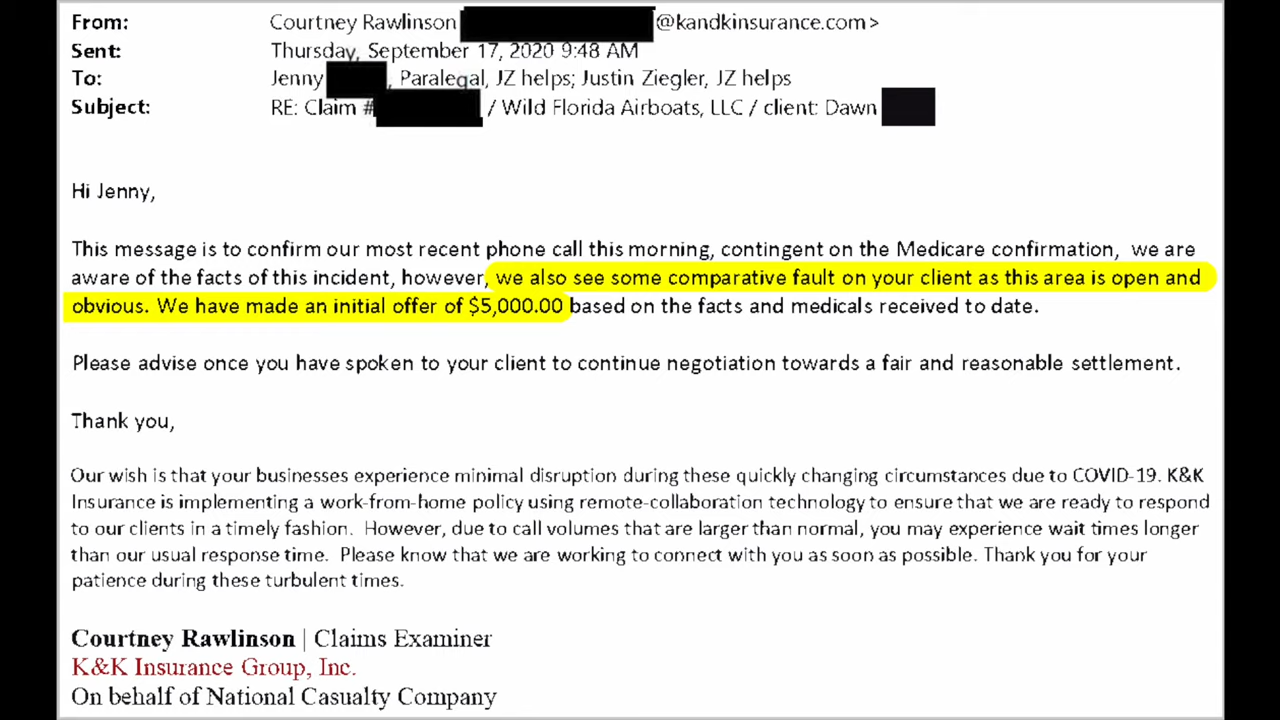 From: Courtney Rawlinson @kandkinsurance.com>
Sent: Thursday, September 17, 2020 9:48 AM
To: Jenny , Paralegal, JZ helps; Justin Ziegler, JZ helps
Subject: RE: Claim # / Wild Florida Airboats, LLC / client: Dawn
Hi Jenny,
This message is to confirm our most recent phone call this morning, contingent on the Medicare confirmation, we are
aware of the facts of this incident, however, we also see some comparative fault on your client as this area is open and
obvious. We have made an initial offer of $5,000.00 based on the facts and medicals received to date.
Please advise once you have spoken to your client to continue negotiation towards a fair and reasonable settlement.
Thank you,
Our wish is that your businesses experience minimal disruption during these quickly changing circumstances due to COVID-19. K&K
Insurance is implementing a work-from-home policy using remote-collaboration technology to ensure that we are ready to respond
to our clients in a timely fashion. However, due to call volumes that are larger than normal, you may experience wait times longer
than our usual response time. Please know that we are working to connect with you as soon as possible. Thank you for your
patience during these turbulent times.
Courtney Rawlinson | Claims Examiner
K&K Insurance Group, Inc.
On behalf of National Casualty Company